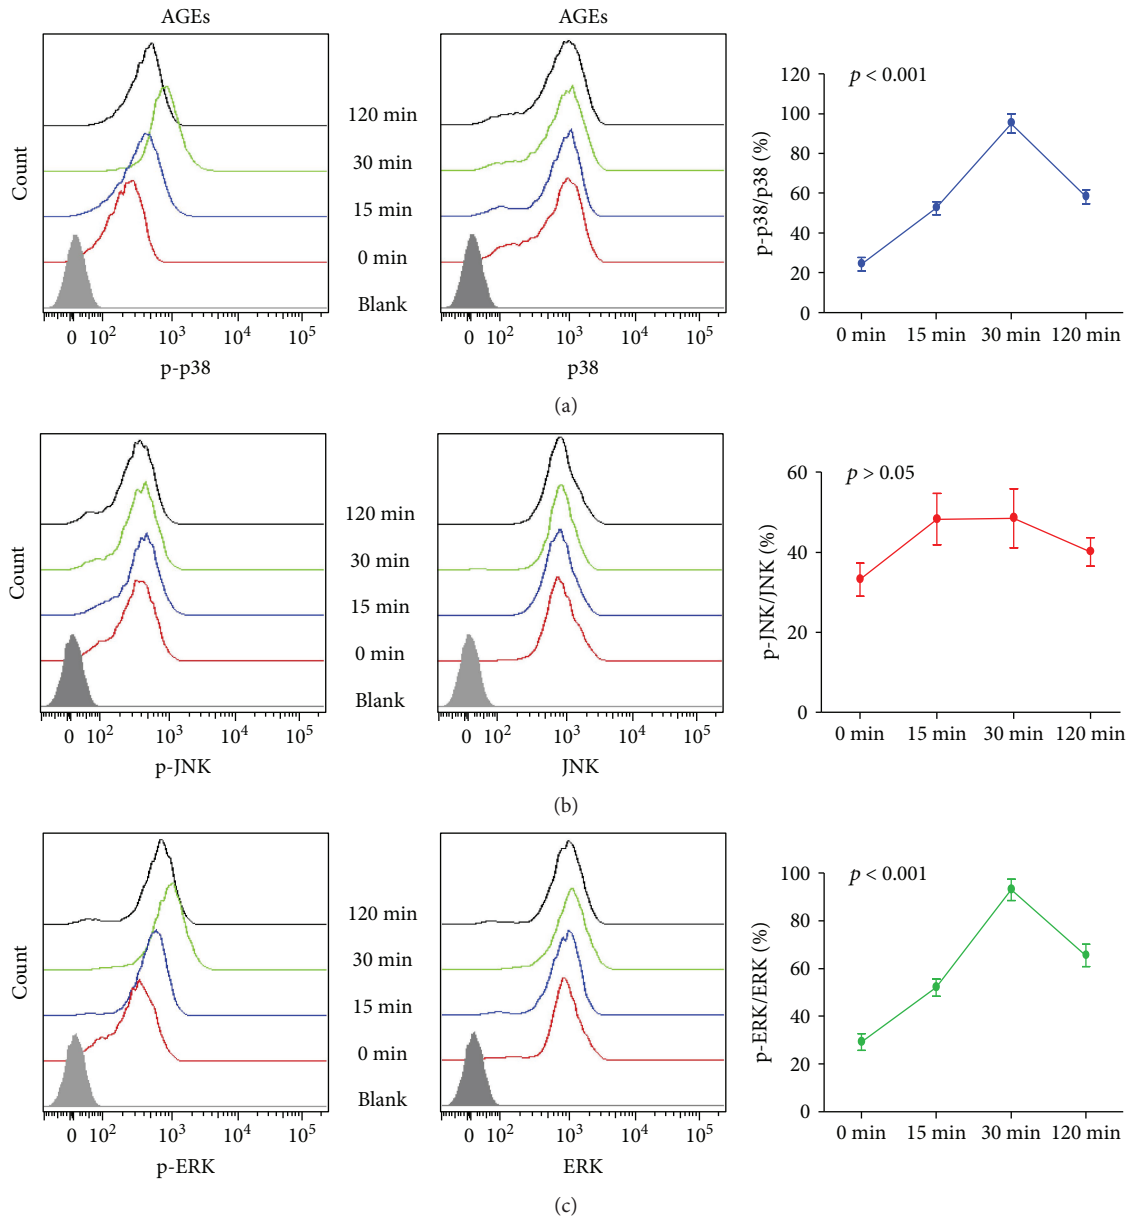 AGEs
AGEs
Count
120 min
30 min
15 min
0 min
Blank
0 10² 10³ 10⁴ 10⁵
p-p38
0 10² 10³ 10⁴ 10⁵
p38
p < 0.001
p-p38/p38 (%)
120
100
80
60
40
20
0
0 min 15 min 30 min 120 min
(a)
Count
120 min
30 min
15 min
0 min
Blank
0 10² 10³ 10⁴ 10⁵
p-JNK
0 10² 10³ 10⁴ 10⁵
JNK
p > 0.05
p-JNK/JNK (%)
60
40
20
0
0 min 15 min 30 min 120 min
(b)
Count
120 min
30 min
15 min
0 min
Blank
0 10² 10³ 10⁴ 10⁵
p-ERK
0 10² 10³ 10⁴ 10⁵
ERK
p < 0.001
p-ERK/ERK (%)
100
80
60
40
20
0
0 min 15 min 30 min 120 min
(c)